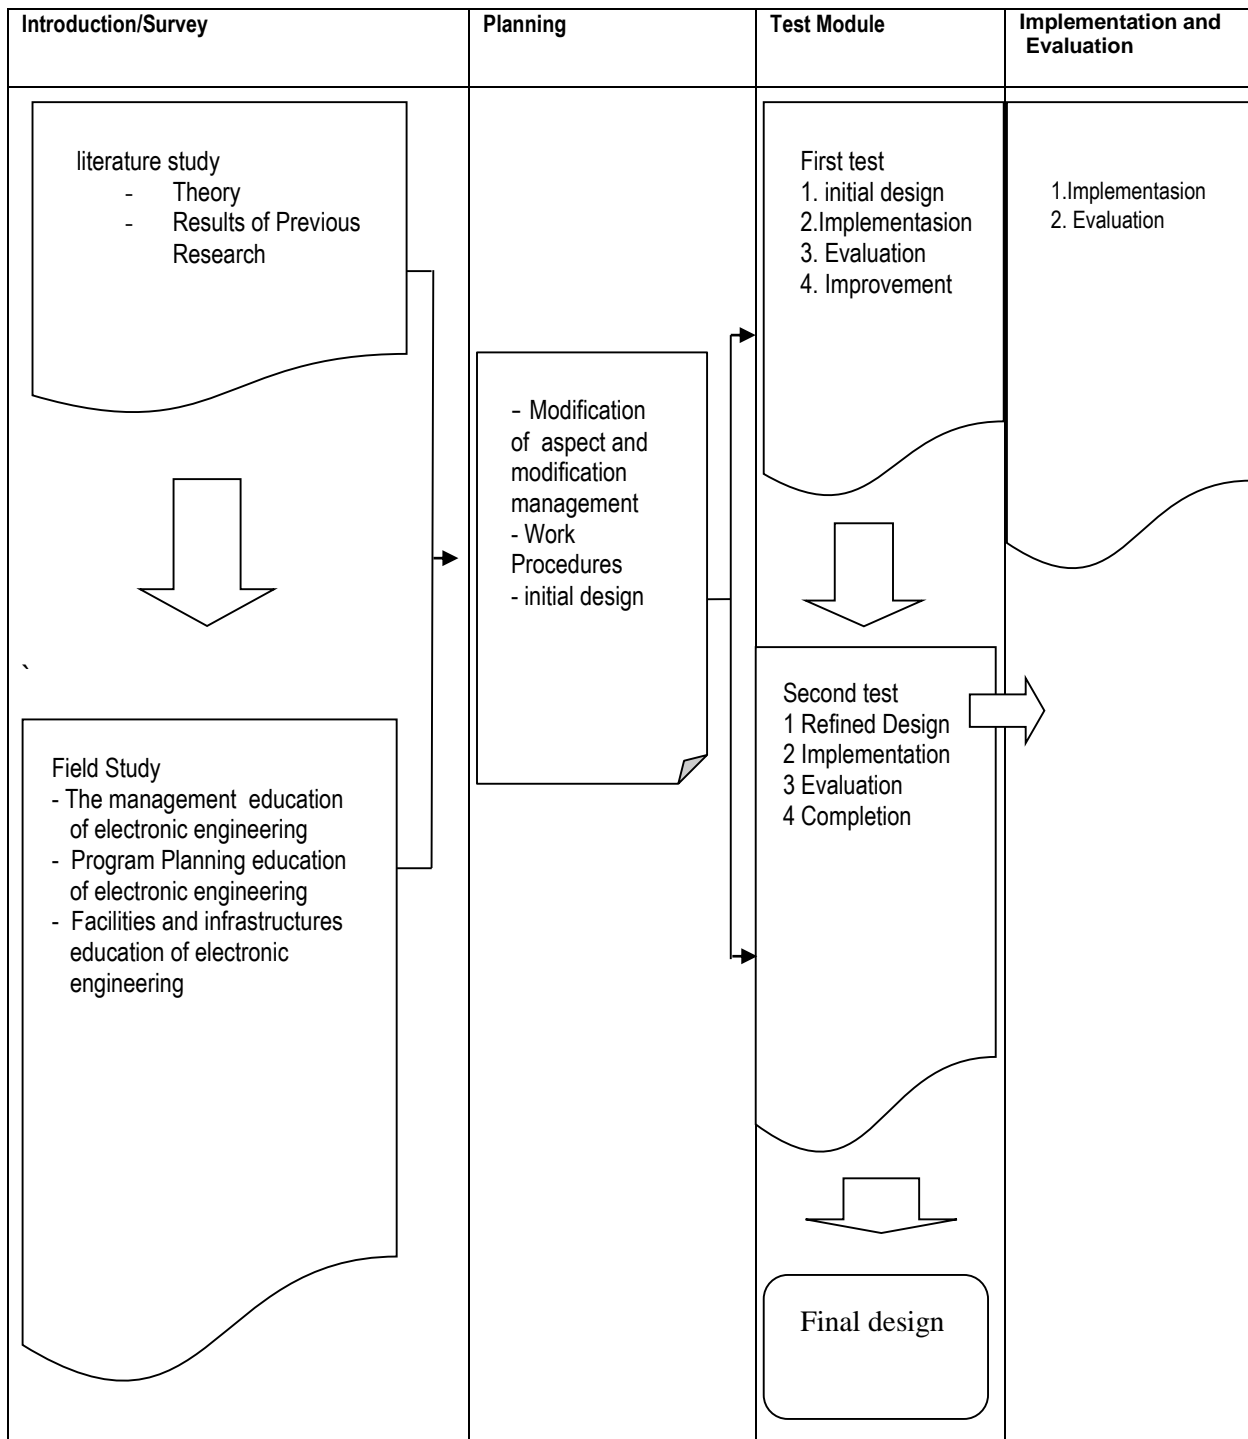 Introduction/Survey
Planning
Test Module
Implementation and
Evaluation
literature study
- Theory
- Results of Previous
Research
`
Field Study
- The management education
of electronic engineering
- Program Planning education
of electronic engineering
- Facilities and infrastructures
education of electronic
engineering
- Modification
of aspect and
modification
management
- Work
Procedures
- initial design
First test
1. initial design
2.Implementasion
3. Evaluation
4. Improvement
Second test
1 Refined Design
2 Implementation
3 Evaluation
4 Completion
Final design
1.Implementasion
2. Evaluation